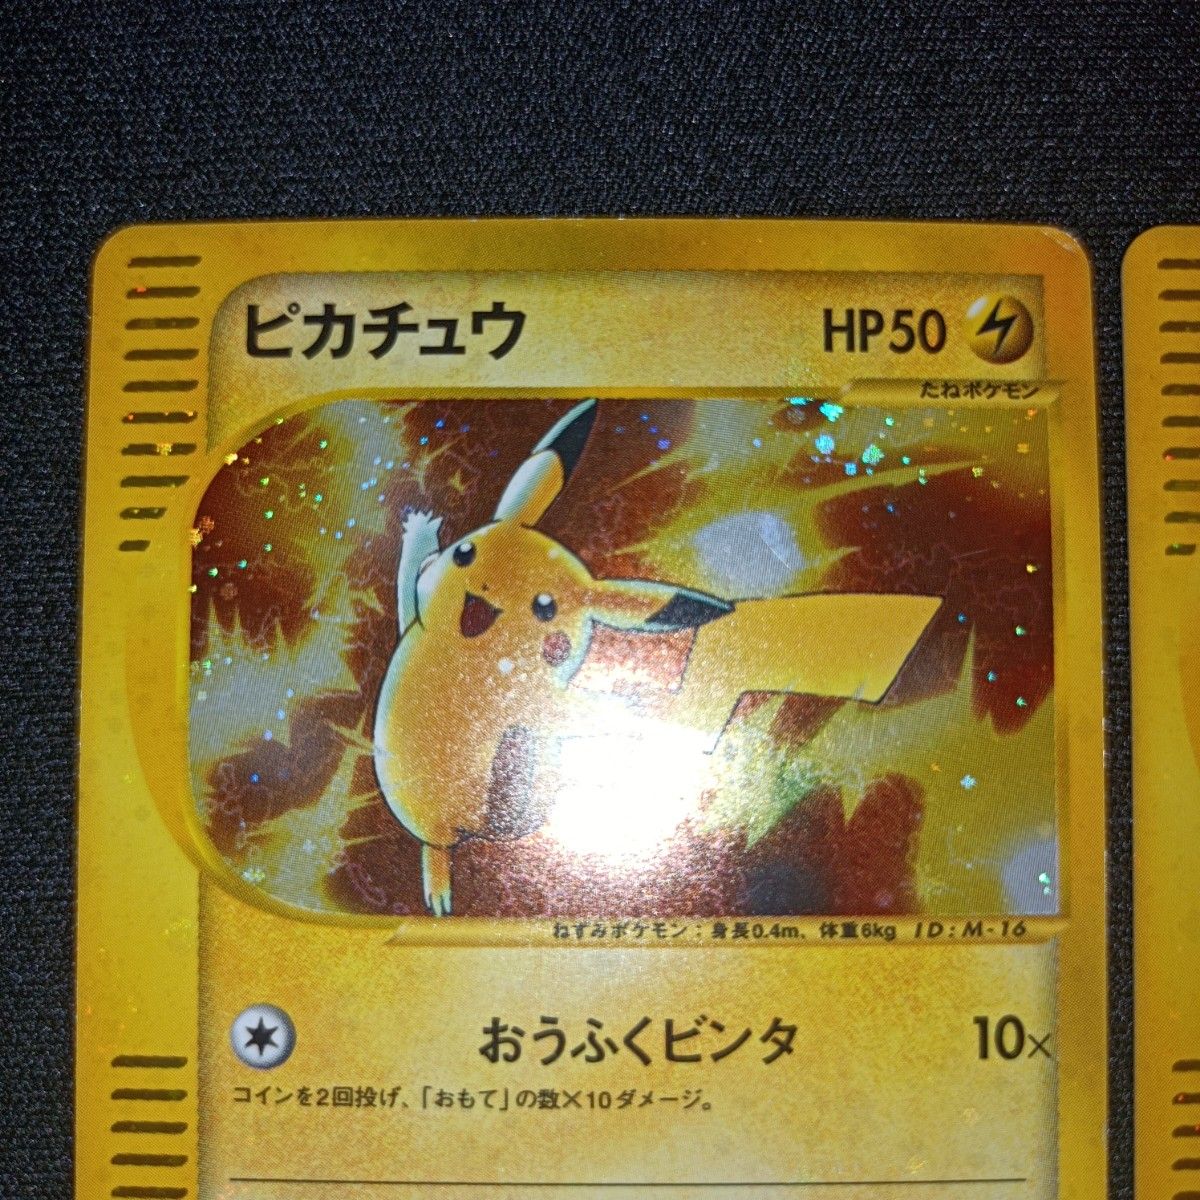 ピカチュウ HP50
たねポケモン
ねずみポケモン：身長0.4m、体重6kg ID:M-16
おうふくビンタ 10×
コインを2回投げ、「おもて」の数×10ダメージ。